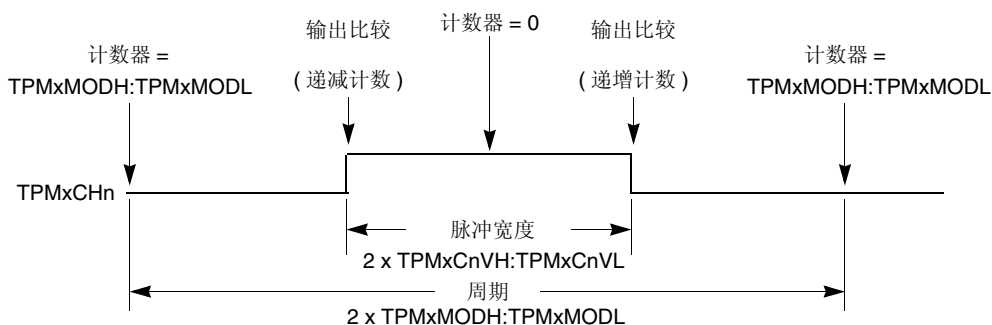 计数器 =
TPMxMODH:TPMxMODL
输出比较
( 递减计数 )
计数器 = 0
输出比较
( 递增计数 )
计数器 =
TPMxMODH:TPMxMODL
TPMxCHn
脉冲宽度
2 x TPMxCnVH:TPMxCnVL
周期
2 x TPMxMODH:TPMxMODL